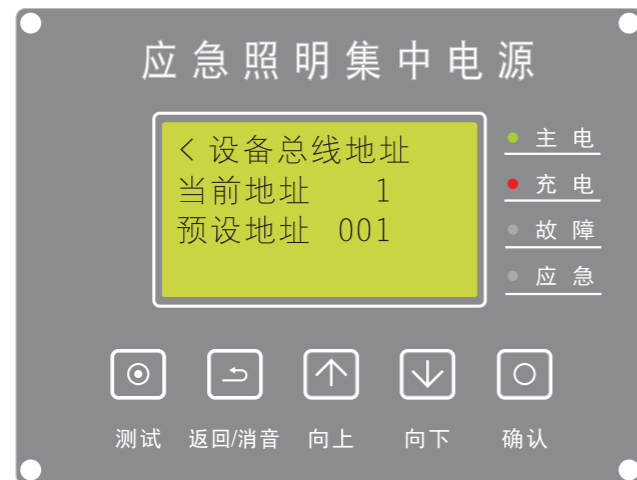 应急照明集中电源
< 设备总线地址
当前地址 1
预设地址 001
主电
充电
故障
应急
测试 返回/消音 向上 向下 确认